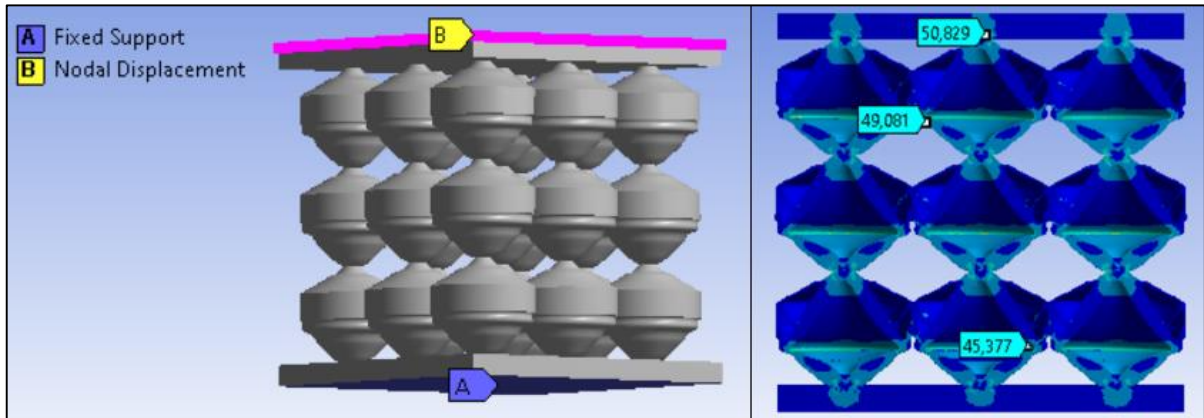 A Fixed Support
B Nodal Displacement
B
A
50,829
49,081
45,377